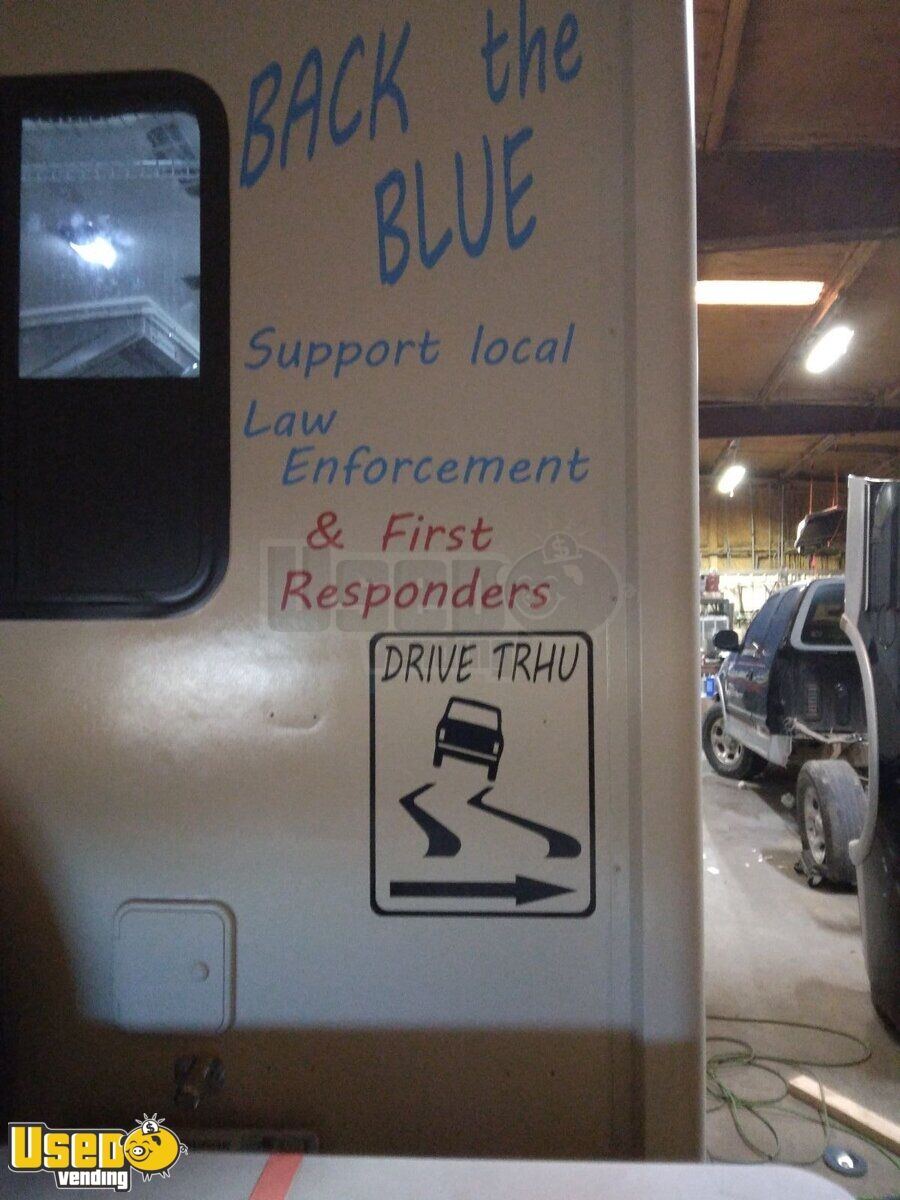 BACK the
BLUE
Support local
Law
Enforcement
& First
Responders
DRIVE TRHU
USED
vending